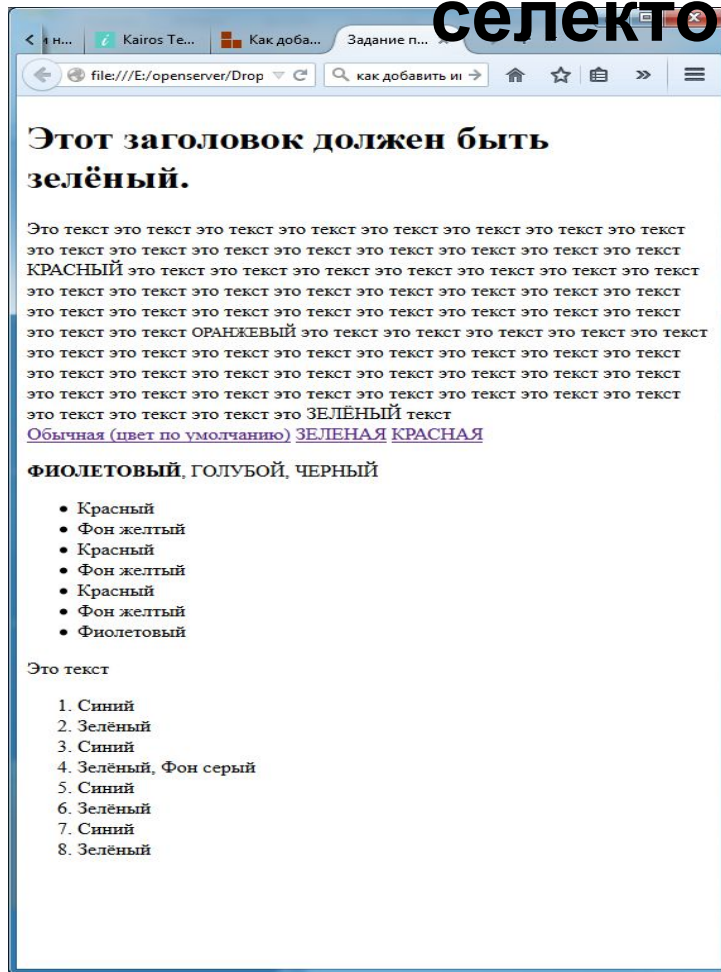 селекто
и н...
Kairos Te...
Как доба...
Задание п...
file:///E:/openserver/Drop
как добавить иг
Этот заголовок должен быть
зелёный.
Это текст это текст это текст это текст это текст это текст это текст это текст
это текст это текст это текст это текст это текст это текст это текст это текст
КРАСНЫЙ это текст это текст это текст это текст это текст это текст это текст
это текст это текст это текст это текст это текст это текст это текст это текст
это текст это текст это текст это текст это текст это текст это текст это текст
это текст это текст ОРАНЖЕВЫЙ это текст это текст это текст это текст это текст
это текст это текст это текст это текст это текст это текст это текст это текст
это текст это текст это текст это текст это текст это текст это текст это текст
это текст это текст это текст это текст это текст это текст это текст это текст
это текст это текст это текст это ЗЕЛЁНЫЙ текст
Обычная (цвет по умолчанию) ЗЕЛЕНАЯ КРАСНАЯ
ФИОЛЕТОВЫЙ, ГОЛУБОЙ, ЧЕРНЫЙ
• Красный
• Фон желтый
• Красный
• Фон желтый
• Красный
• Фон желтый
• Фиолетовый
Это текст
1. Синий
2. Зелёный
3. Синий
4. Зелёный, Фон серый
5. Синий
6. Зелёный
7. Синий
8. Зелёный